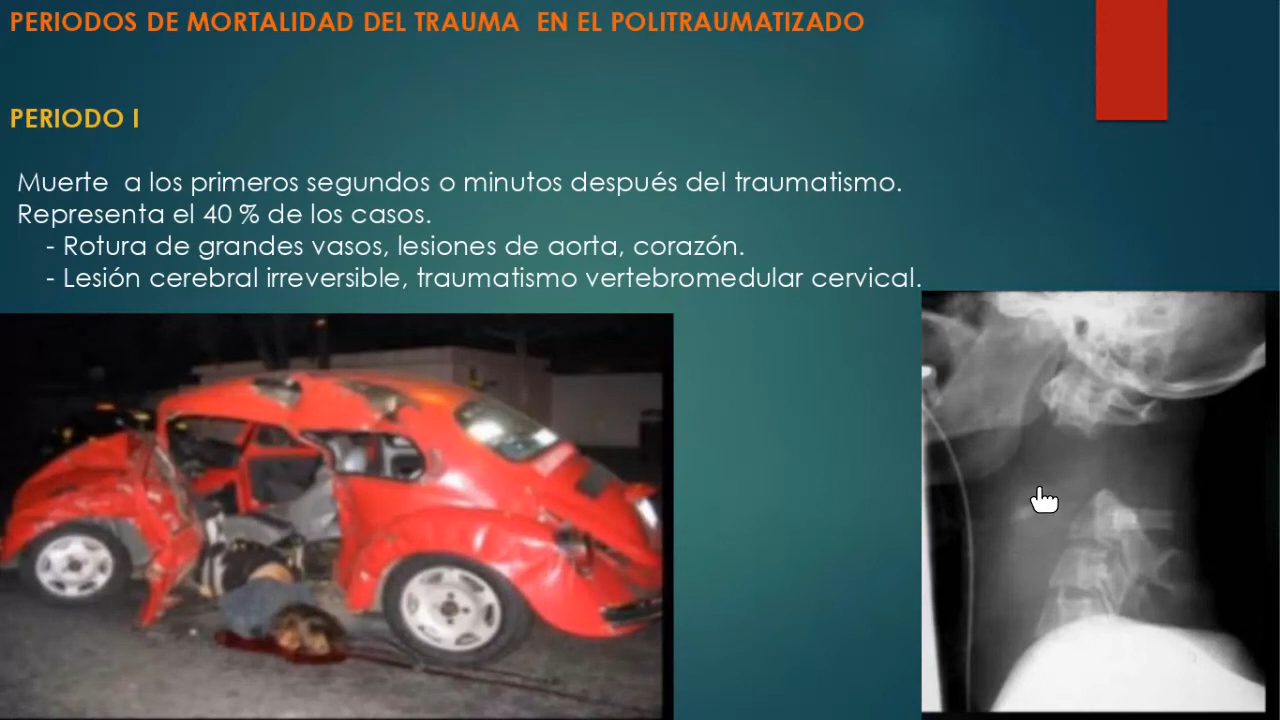 PERIODOS DE MORTALIDAD DEL TRAUMA  EN EL POLITRAUMATIZADO
PERIODO I
Muerte  a los primeros segundos o minutos después del traumatismo.
Representa el 40 % de los casos.
- Rotura de grandes vasos, lesiones de aorta, corazón.
- Lesión cerebral irreversible, traumatismo vertebromedular cervical.